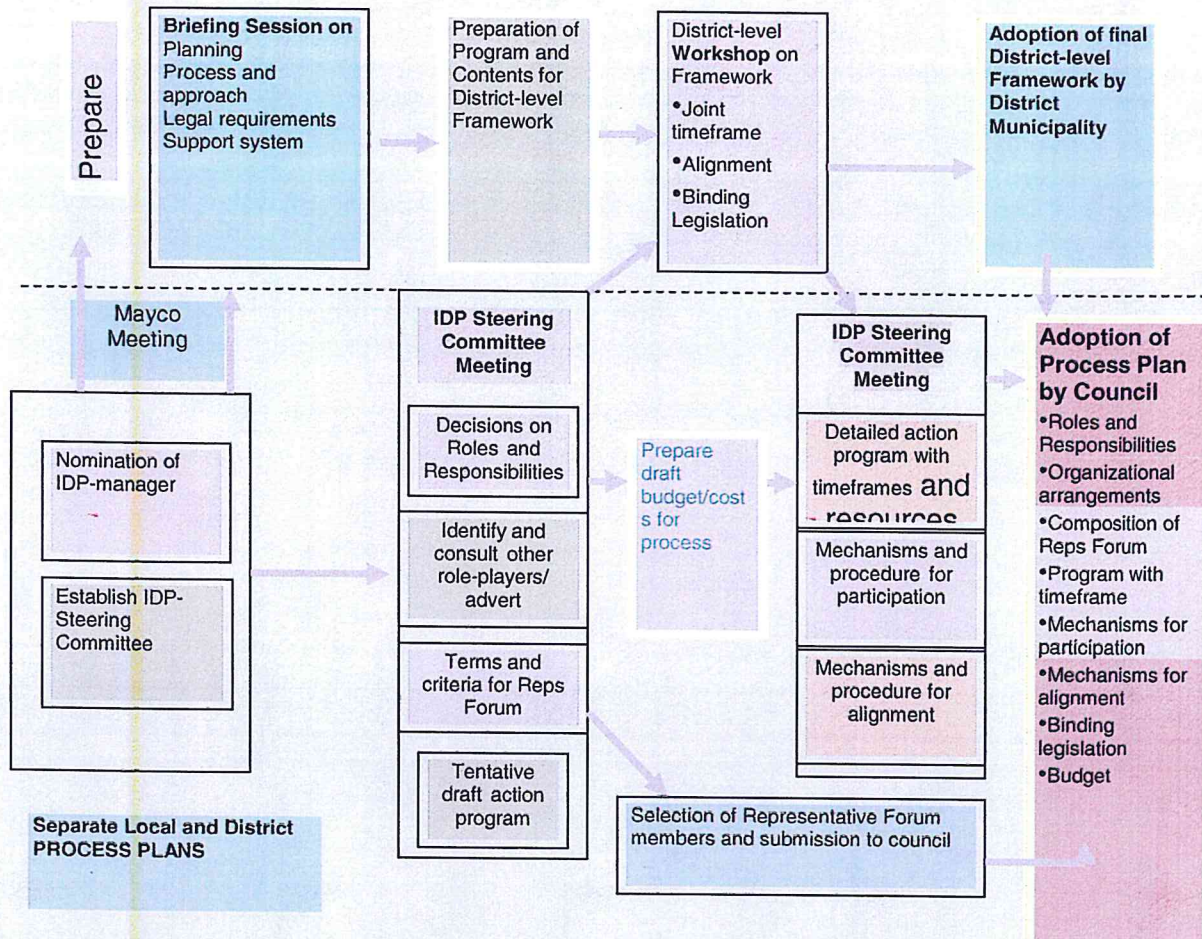 Prepare
Briefing Session on
Planning
Process and
approach
Legal requirements
Support system
Preparation of
Program and
Contents for
District-level
Framework
District-level
Workshop on
Framework
•Joint
timeframe
•Alignment
•Binding
Legislation
Adoption of final
District-level
Framework by
District
Municipality
Mayco
Meeting
Nomination of
IDP-manager
Establish IDP-
Steering
Committee
Separate Local and District
PROCESS PLANS
IDP Steering
Committee
Meeting
Decisions on
Roles and
Responsibilities
Identify and
consult other
role-players/
advert
Terms and
criteria for Reps
Forum
Tentative
draft action
program
Prepare
draft
budget/cost
s for
process
IDP Steering
Committee
Meeting
Detailed action
program with
timeframes and
resources
Mechanisms and
procedure for
participation
Mechanisms and
procedure for
alignment
Selection of Representative Forum
members and submission to council
Adoption of
Process Plan
by Council
•Roles and
Responsibilities
•Organizational
arrangements
•Composition of
Reps Forum
•Program with
timeframe
•Mechanisms for
participation
•Mechanisms for
alignment
•Binding
legislation
•Budget